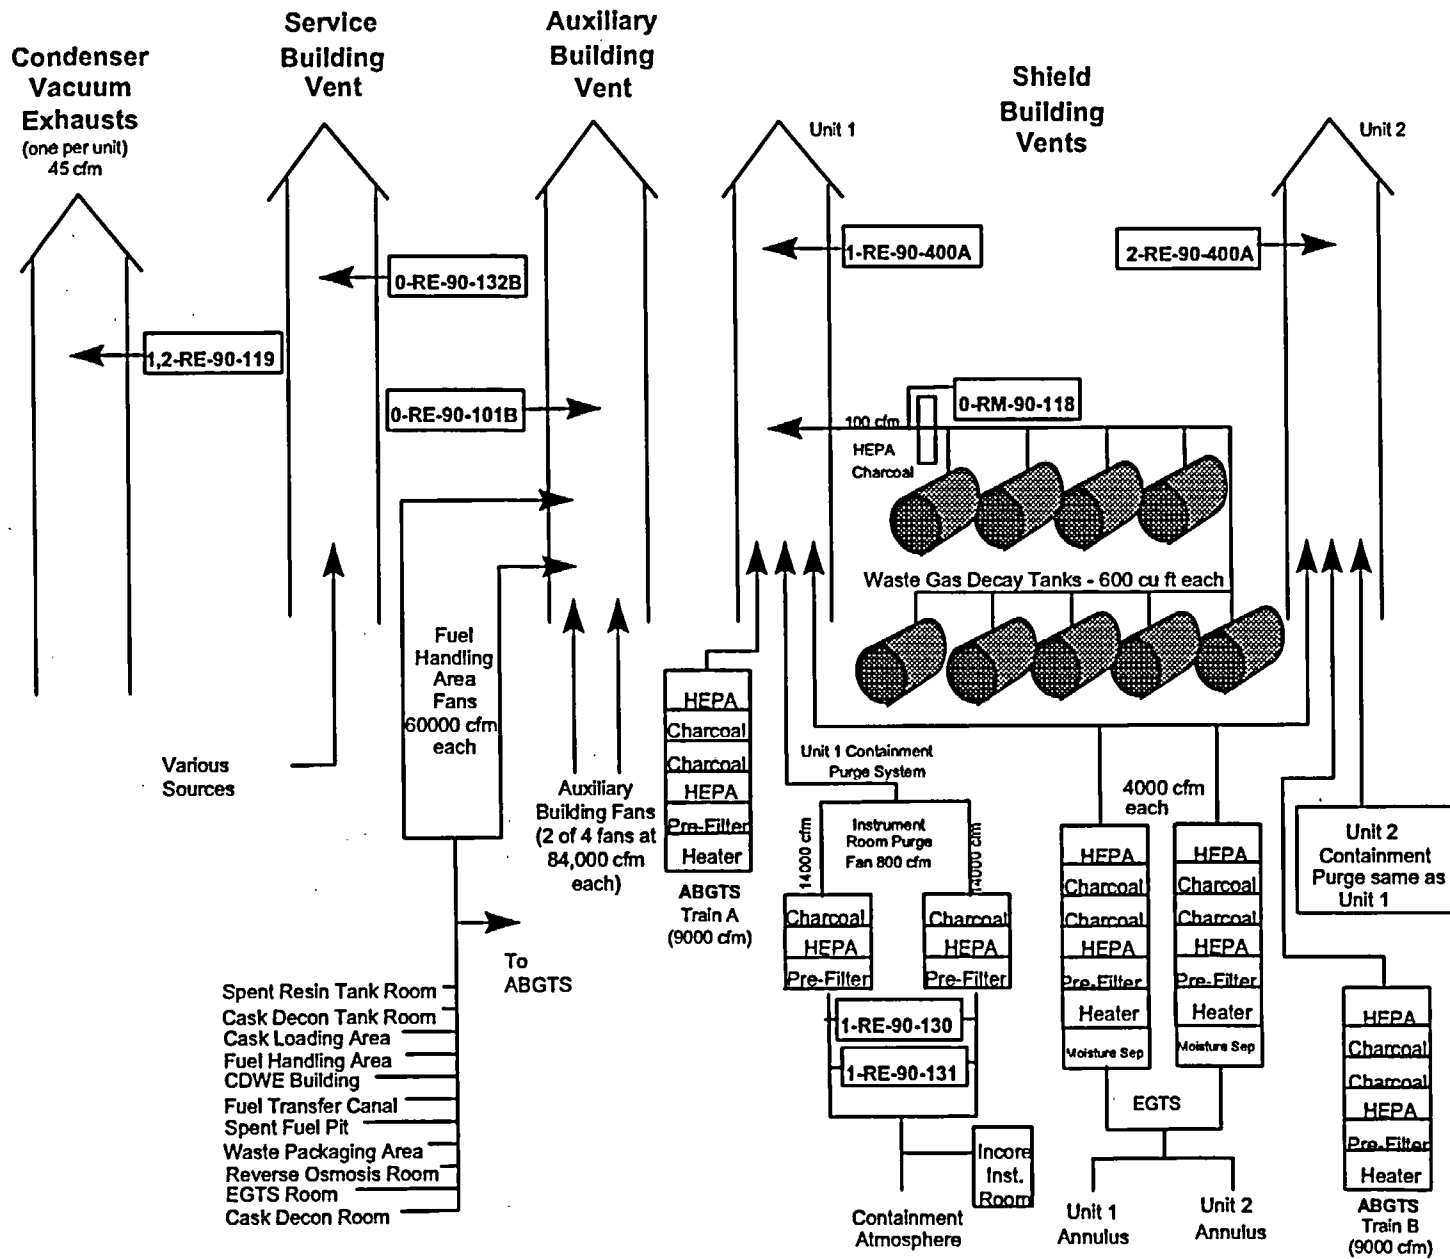 Condenser
Vacuum
Exhausts
(one per unit)
45 cfm
Service
Building
Vent
Auxiliary
Building
Vent
Shield
Building
Vents
Unit 1
Unit 2
1-RE-90-400A
2-RE-90-400A
0-RE-90-132B
1,2-RE-90-119
0-RE-90-101B
0-RM-90-118
100 cfm
HEPA
Charcoal
Waste Gas Decay Tanks - 600 cu ft each
Fuel
Handling
Area
Fans
60000 cfm
each
Various
Sources
Auxiliary
Building Fans
(2 of 4 fans at
84,000 cfm
each)
To
ABGTS
Spent Resin Tank Room
Cask Decon Tank Room
Cask Loading Area
Fuel Handling Area
CDWE Building
Fuel Transfer Canal
Spent Fuel Pit
Waste Packaging Area
Reverse Osmosis Room
EGTS Room
Cask Decon Room
HEPA
Charcoal
Charcoal
HEPA
Pre-Filter
Heater
ABGTS
Train A
(9000 cfm)
Unit 1 Containment
Purge System
14000 cfm
Instrument
Room Purge
Fan 800 cfm
14000 cfm
Charcoal
HEPA
Pre-Filter
Charcoal
HEPA
Pre-Filter
1-RE-90-130
1-RE-90-131
Incore
Inst.
Room
Containment
Atmosphere
4000 cfm
each
HEPA
Charcoal
Charcoal
HEPA
Pre-Filter
Heater
Moisture Sep
HEPA
Charcoal
Charcoal
HEPA
Pre-Filter
Heater
Moisture Sep
EGTS
Unit 1
Annulus
Unit 2
Annulus
Unit 2
Containment
Purge same as
Unit 1
HEPA
Charcoal
Charcoal
HEPA
Pre-Filter
Heater
ABGTS
Train B
(9000 cfm)